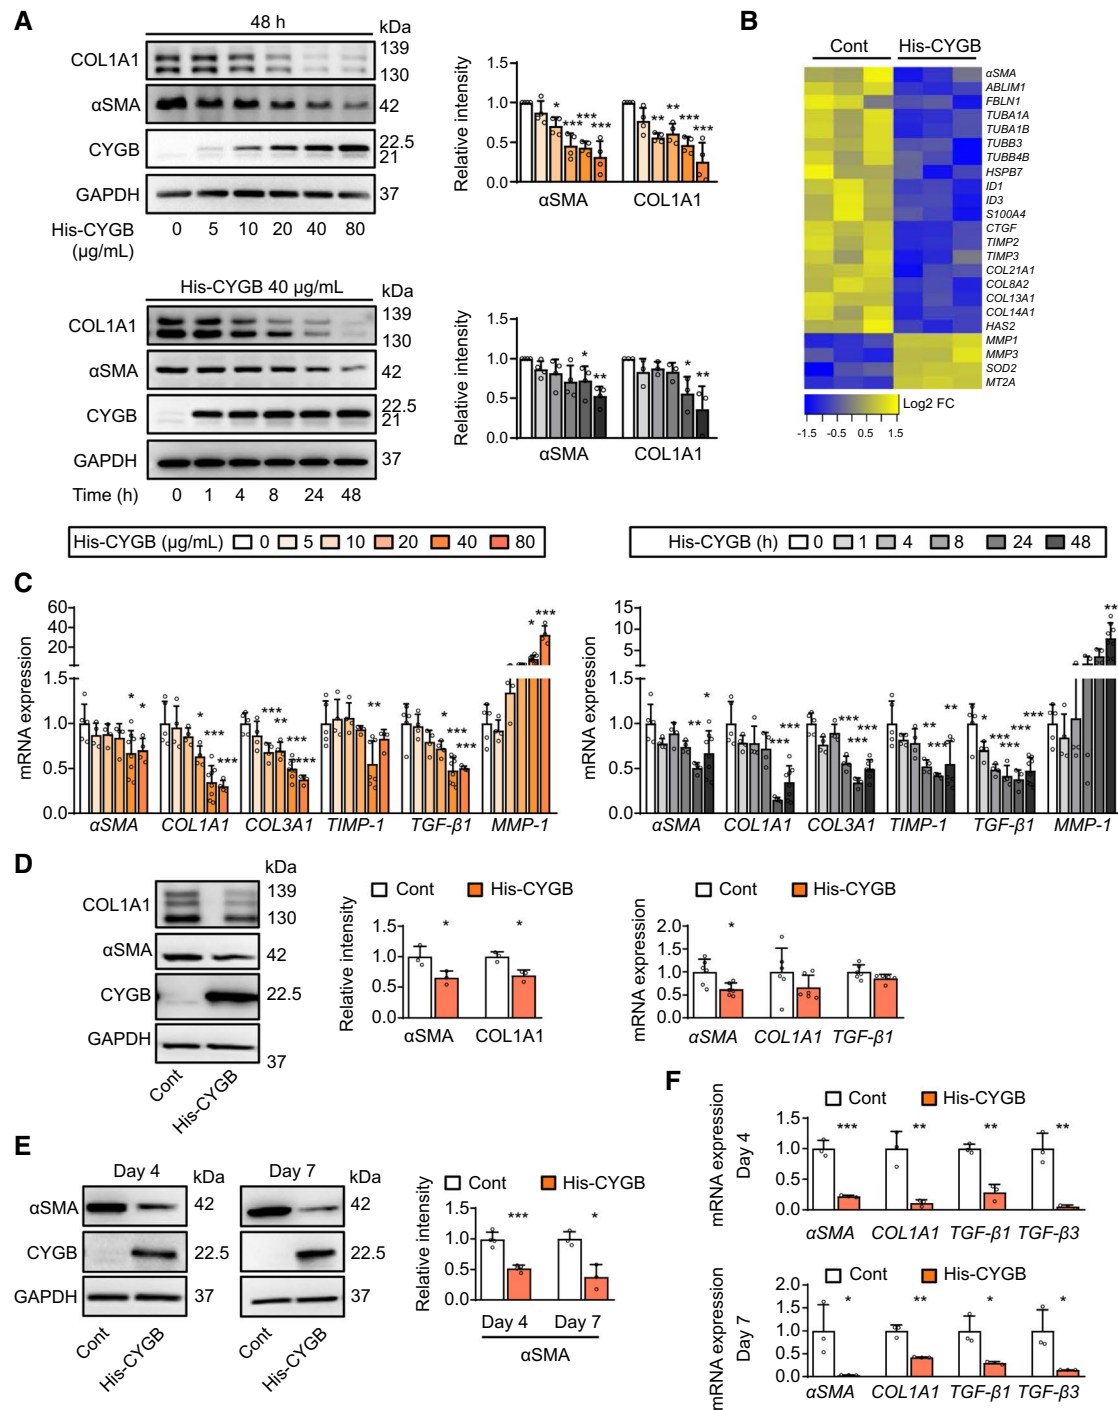 A
48 h
kDa
COL1A1
139
130
αSMA
42
CYGB
22.5
21
GAPDH
37
His-CYGB
(μg/mL)
0 5 10 20 40 80
Relative intensity
1.5
1.0
0.5
0.0
* *** *** ***
** ** *** ***
αSMA COL1A1
His-CYGB 40 μg/mL
kDa
COL1A1
139
130
αSMA
42
CYGB
22.5
21
GAPDH
37
Time (h) 0 1 4 8 24 48
Relative intensity
1.5
1.0
0.5
0.0
* **
* **
αSMA COL1A1
B
Cont His-CYGB
αSMA
ABLIM1
FBLN1
TUBA1A
TUBA1B
TUBB3
TUBB4B
HSPB7
ID1
ID3
S100A4
CTGF
TIMP2
TIMP3
COL21A1
COL8A2
COL13A1
COL14A1
HAS2
MMP1
MMP3
SOD2
MT2A
Log2 FC
-1.5 -0.5 0.5 1.5
His-CYGB (μg/mL) 0 5 10 20 40 80
His-CYGB (h) 0 1 4 8 24 48
C
mRNA expression
60
40
20
1.5
1.0
0.5
0.0
* *
* *** ***
*** ** *** ***
** ***
* *** ***
* ***
αSMA COL1A1 COL3A1 TIMP-1 TGF-β1 MMP-1
mRNA expression
15
10
5
1.5
1.0
0.5
0.0
** *
*** ***
*** *** ***
** *** **
* *** *** *** ***
**
αSMA COL1A1 COL3A1 TIMP-1 TGF-β1 MMP-1
D
kDa
COL1A1
139
130
αSMA
42
CYGB
22.5
GAPDH
37
Cont
His-CYGB
Cont His-CYGB
Relative intensity
1.5
1.0
0.5
0.0
* *
αSMA COL1A1
Cont His-CYGB
mRNA expression
2.0
1.5
1.0
0.5
0.0
*
αSMA COL1A1 TGF-β1
E
Day 4 kDa Day 7 kDa
αSMA 42 42
CYGB 22.5 22.5
GAPDH 37 37
Cont
His-CYGB
Cont
His-CYGB
Cont His-CYGB
Relative intensity
1.5
1.0
0.5
0.0
*** *
Day 4 Day 7
αSMA
F
Cont His-CYGB
mRNA expression
Day 4
1.5
1.0
0.5
0.0
*** ** ** **
αSMA COL1A1 TGF-β1 TGF-β3
Cont His-CYGB
mRNA expression
Day 7
2.0
1.5
1.0
0.5
0.0
* ** * *
αSMA COL1A1 TGF-β1 TGF-β3